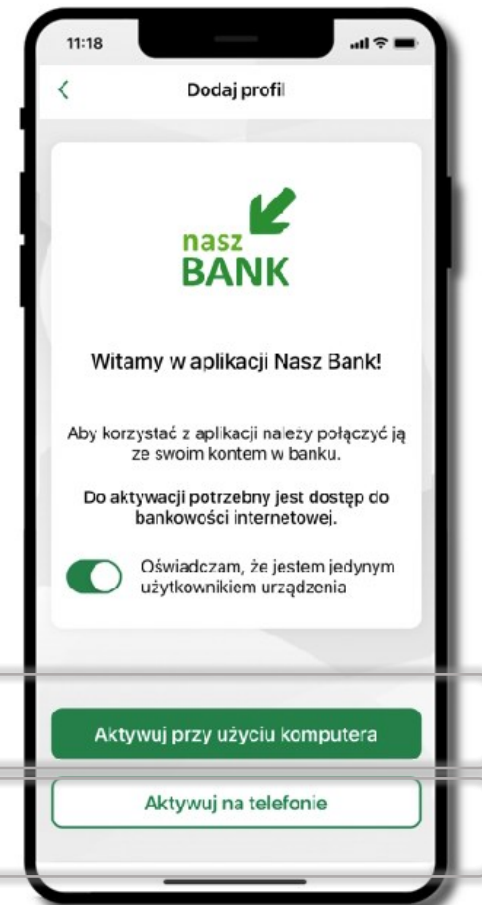 11:18
Dodaj profil
nasz
BANK
Witamy w aplikacji Nasz Bank!
Aby korzystać z aplikacji należy połączyć ją
ze swoim kontem w banku.
Do aktywacji potrzebny jest dostęp do
bankowości internetowej.
Oświadczam, że jestem jedynym
użytkownikiem urządzenia
Aktywuj przy użyciu komputera
Aktywuj na telefonie